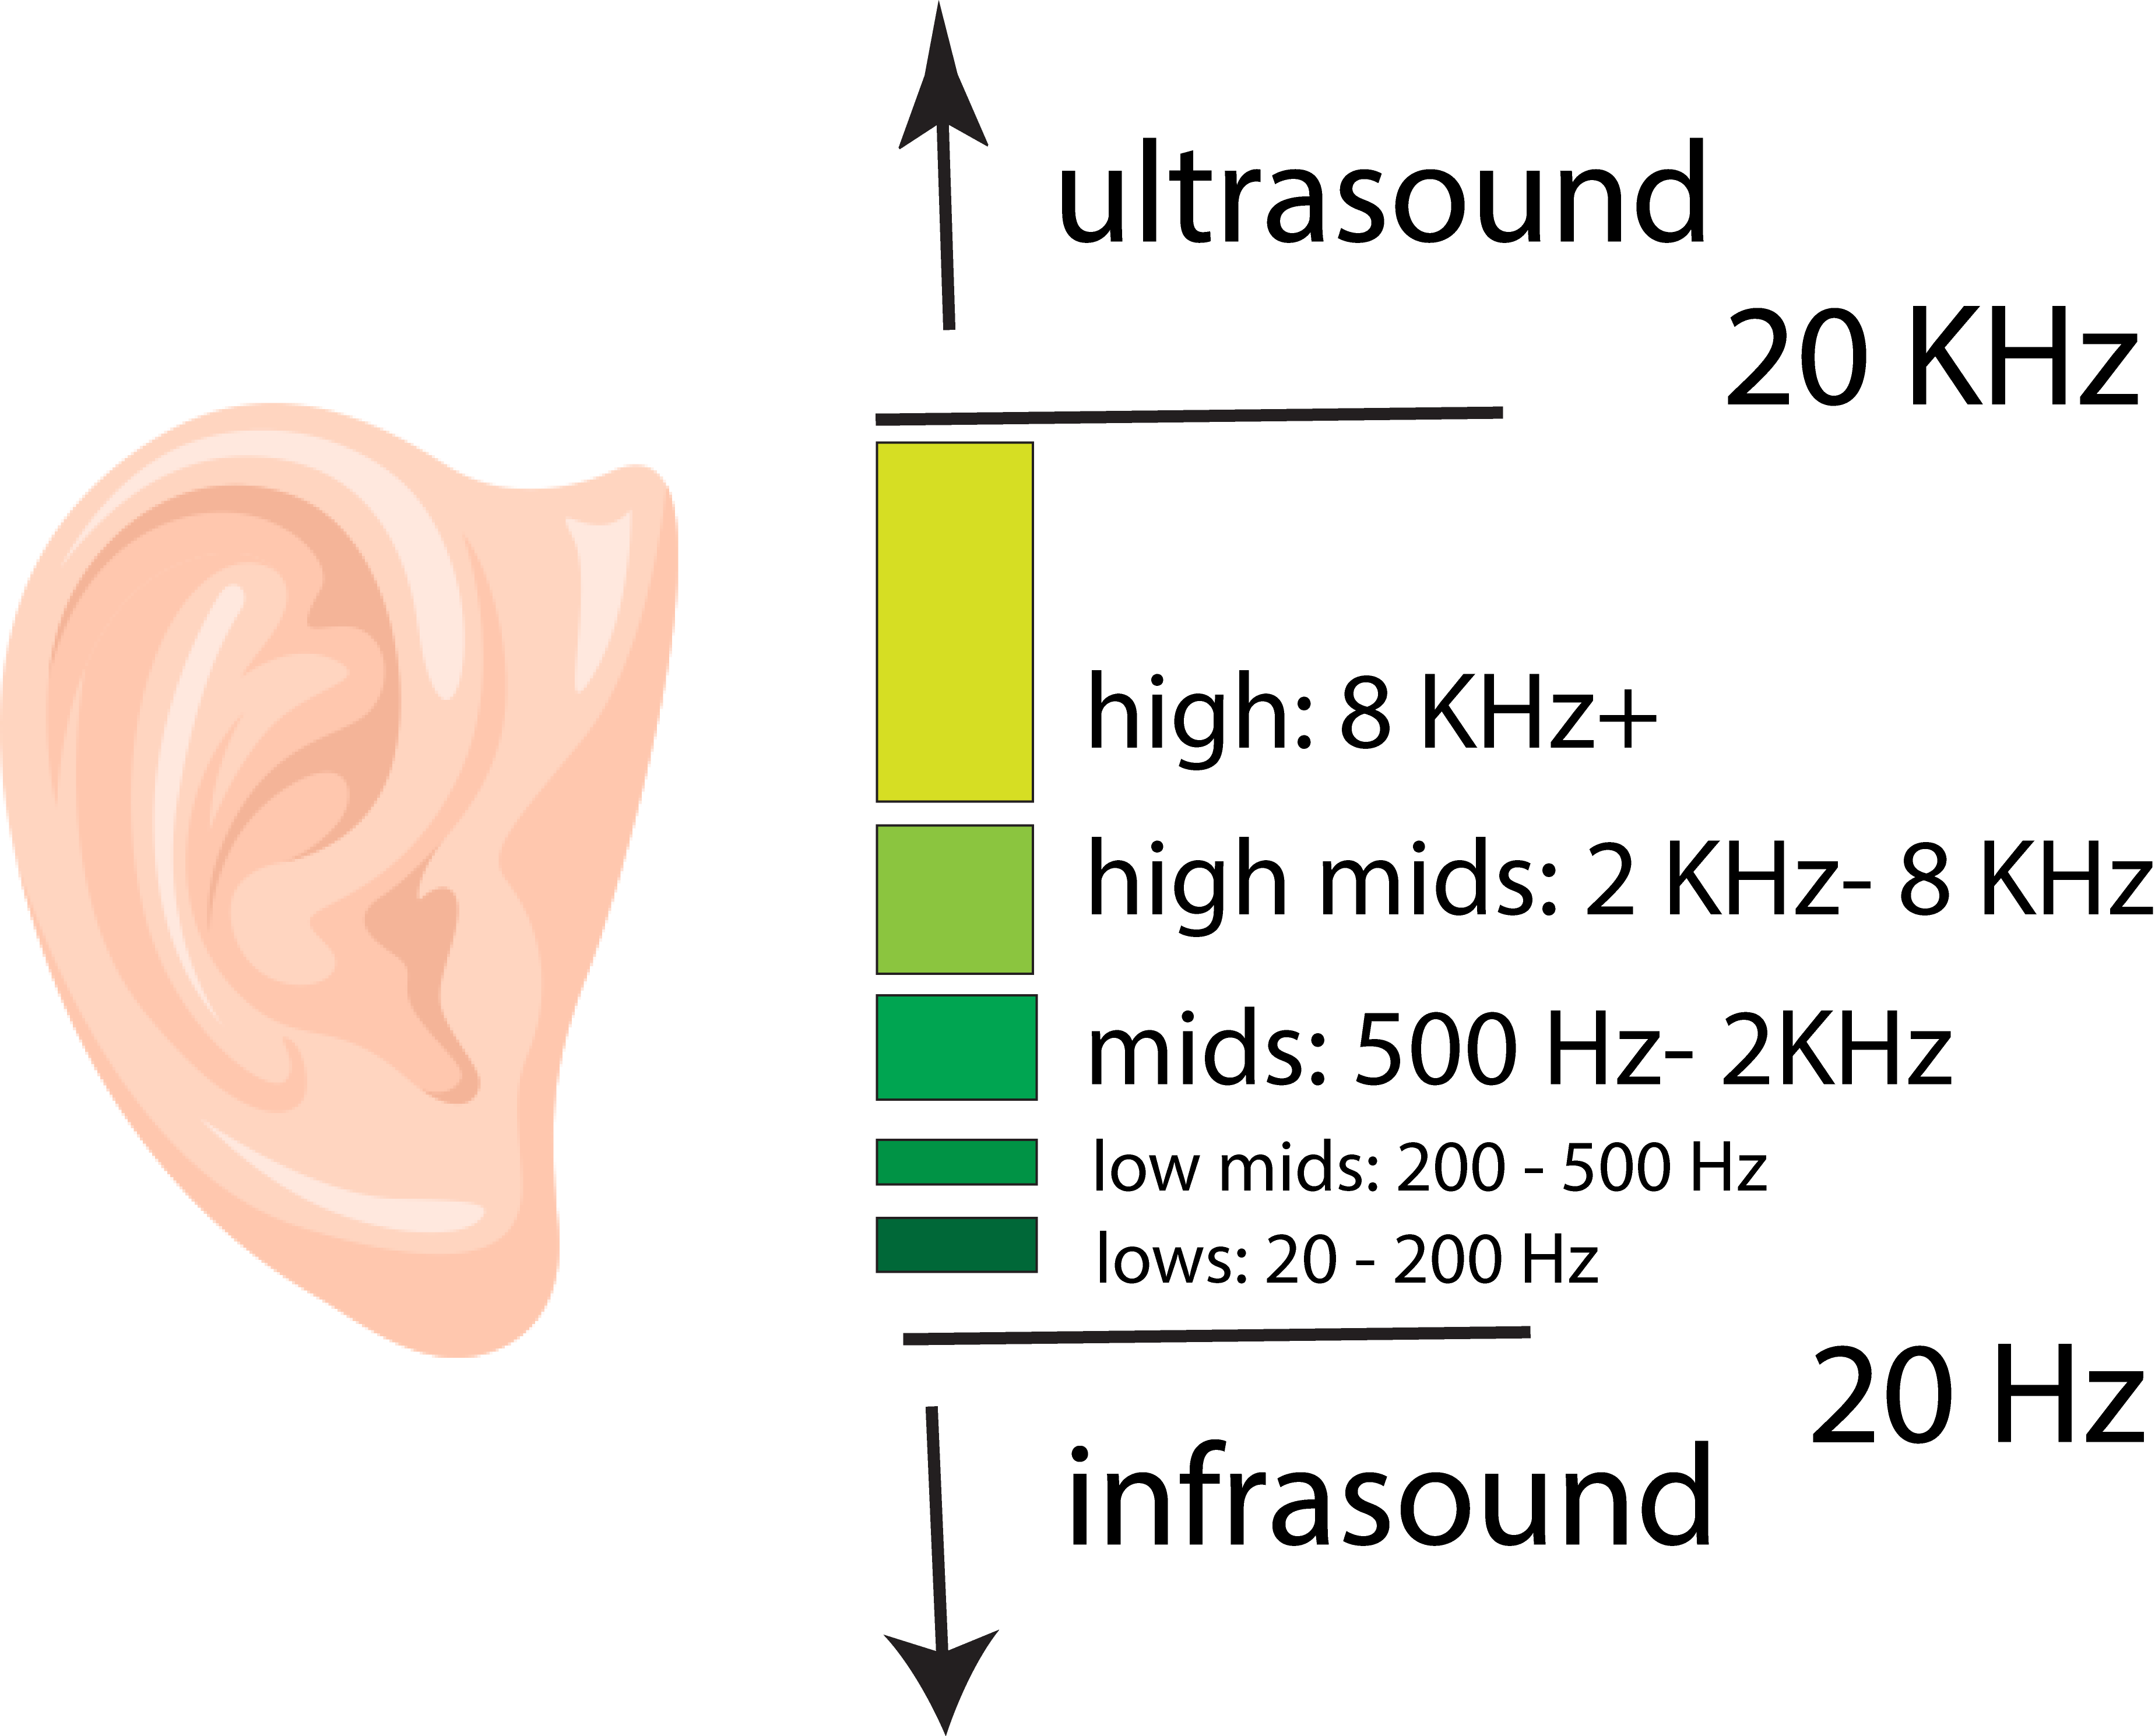 ultrasound
20 KHz
high: 8 KHz+
high mids: 2 KHz- 8 KHz
mids: 500 Hz- 2KHz
low mids: 200 - 500 Hz
lows: 20 - 200 Hz
20 Hz
infrasound